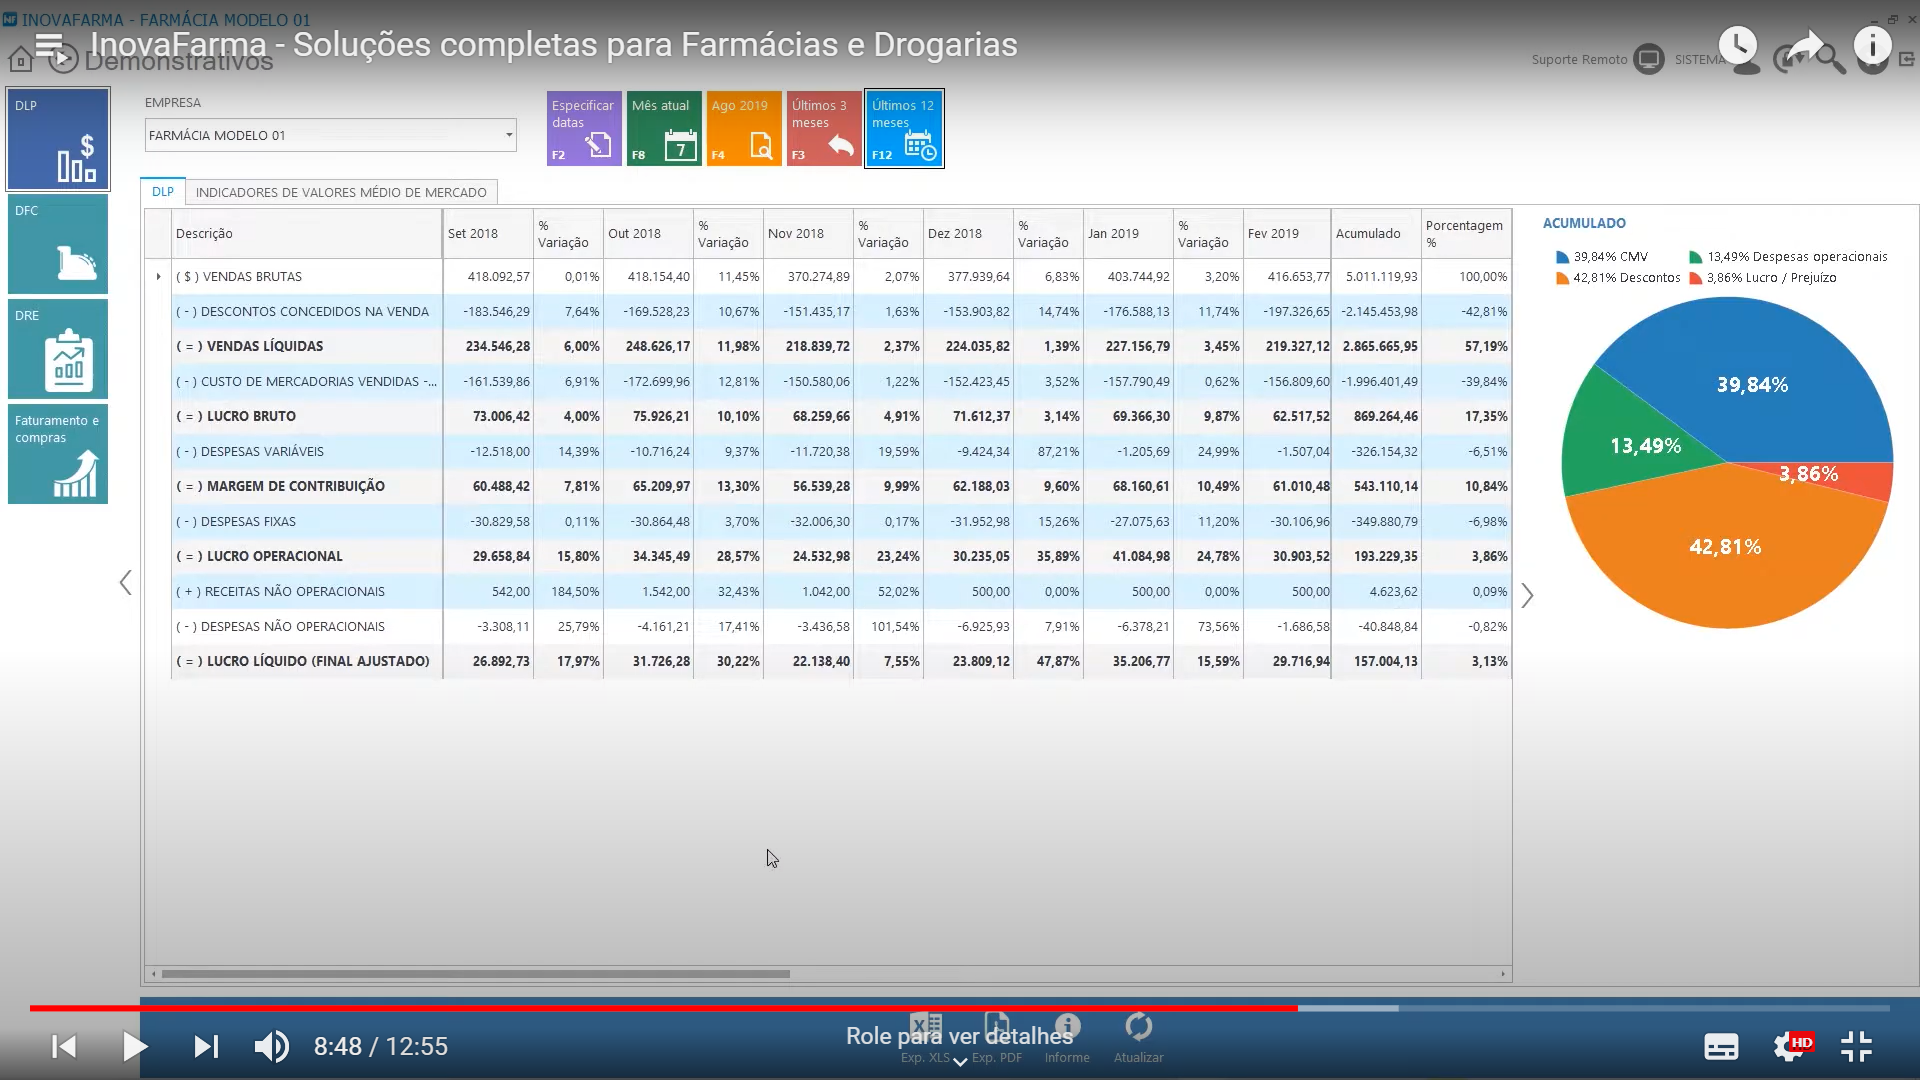 INOVAFARMA - FARMÁCIA MODELO 01
InovaFarma - Soluções completas para Farmácias e Drogarias
Demonstrativos
Suporte Remoto
SISTEMA
DLP
DFC
DRE
Faturamento e
compras
EMPRESA
FARMÁCIA MODELO 01
Especificar
datas
F2
Mês atual
7
F8
Ago 2019
F4
Últimos 3
meses
F3
Últimos 12
meses
F12
DLP
INDICADORES DE VALORES MÉDIO DE MERCADO
Descrição Set 2018 % Variação Out 2018 % Variação Nov 2018 % Variação Dez 2018 % Variação Jan 2019 % Variação Fev 2019 Acumulado Porcentagem %
( $ ) VENDAS BRUTAS 418.092,57 0,01% 418.154,40 11,45% 370.274,89 2,07% 377.939,64 6,83% 403.744,92 3,20% 416.653,77 5.011.119,93 100,00%
( - ) DESCONTOS CONCEDIDOS NA VENDA -183.546,29 7,64% -169.528,23 10,67% -151.435,17 1,63% -153.903,82 14,74% -176.588,13 11,74% -197.326,65 -2.145.453,98 -42,81%
( = ) VENDAS LÍQUIDAS 234.546,28 6,00% 248.626,17 11,98% 218.839,72 2,37% 224.035,82 1,39% 227.156,79 3,45% 219.327,12 2.865.665,95 57,19%
( - ) CUSTO DE MERCADORIAS VENDIDAS -... -161.539,86 6,91% -172.699,96 12,81% -150.580,06 1,22% -152.423,45 3,52% -157.790,49 0,62% -156.809,60 -1.996.401,49 -39,84%
( = ) LUCRO BRUTO 73.006,42 4,00% 75.926,21 10,10% 68.259,66 4,91% 71.612,37 3,14% 69.366,30 9,87% 62.517,52 869.264,46 17,35%
( - ) DESPESAS VARIÁVEIS -12.518,00 14,39% -10.716,24 9,37% -11.720,38 19,59% -9.424,34 87,21% -1.205,69 24,99% -1.507,04 -326.154,32 -6,51%
( = ) MARGEM DE CONTRIBUIÇÃO 60.488,42 7,81% 65.209,97 13,30% 56.539,28 9,99% 62.188,03 9,60% 68.160,61 10,49% 61.010,48 543.110,14 10,84%
( - ) DESPESAS FIXAS -30.829,58 0,11% -30.864,48 3,70% -32.006,30 0,17% -31.952,98 15,26% -27.075,63 11,20% -30.106,96 -349.880,79 -6,98%
( = ) LUCRO OPERACIONAL 29.658,84 15,80% 34.345,49 28,57% 24.532,98 23,24% 30.235,05 35,89% 41.084,98 24,78% 30.903,52 193.229,35 3,86%
( + ) RECEITAS NÃO OPERACIONAIS 542,00 184,50% 1.542,00 32,43% 1.042,00 52,02% 500,00 0,00% 500,00 0,00% 500,00 4.623,62 0,09%
( - ) DESPESAS NÃO OPERACIONAIS -3.308,11 25,79% -4.161,21 17,41% -3.436,58 101,54% -6.925,93 7,91% -6.378,21 73,56% -1.686,58 -40.848,84 -0,82%
( = ) LUCRO LÍQUIDO (FINAL AJUSTADO) 26.892,73 17,97% 31.726,28 30,22% 22.138,40 7,55% 23.809,12 47,87% 35.206,77 15,59% 29.716,94 157.004,13 3,13%
ACUMULADO
39,84% CMV 13,49% Despesas operacionais
42,81% Descontos 3,86% Lucro / Prejuízo
39,84%
13,49%
3,86%
42,81%
8:48 / 12:55
Role para ver detalhes
Exp. XLS
Exp. PDF
Informe
Atualizar
HD